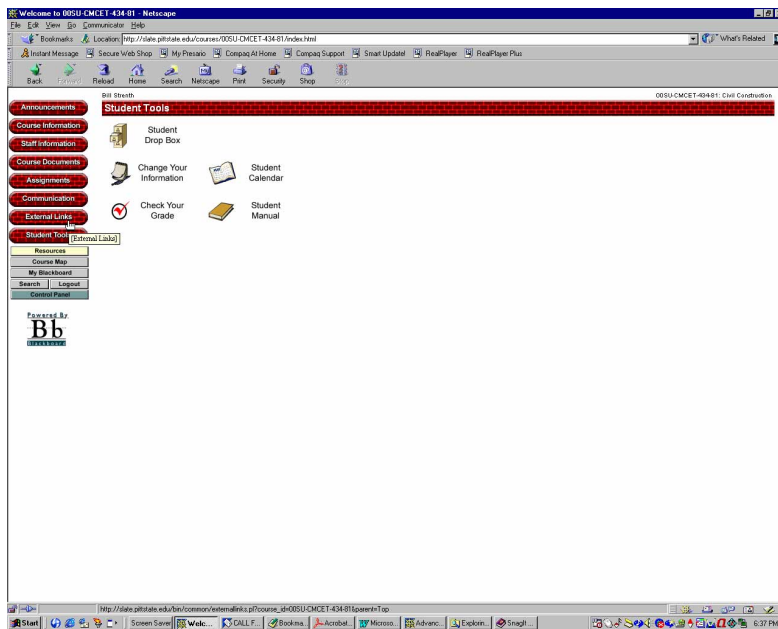 Welcome to 00SU-CMCET-434-81 - Netscape
File Edit View Go Communicator Help
Bookmarks Location: http://slate.pittstate.edu/courses/00SU-CMCET-434-81/index.html What's Related
Instant Message Secure Web Shop My Presario Compaq At Home Compaq Support Smart Update! RealPlayer RealPlayer Plus
Back Forward Reload Home Search Netscape Print Security Shop Stop
Bill Strenth 00SU-CMCET-434-81: Civil Construction
Announcements
Student Tools
Course Information
Staff Information
Course Documents
Assignments
Communication
External Links
Student Tools
[External Links]
Resources
Course Map
My Blackboard
Search Logout
Control Panel
Powered By
Bb
Blackboard
Student
Drop Box
Change Your
Information
Student
Calendar
Check Your
Grade
Student
Manual
http://slate.pittstate.edu/bin/common/externallinks.pl?course_id=00SU-CMCET-434-81&parent=Top
Start Screen Saver Welc... CALL F... Bookma... Acrobat... Microso... Advanc... Explorin... SnagIt ... 6:37 PM